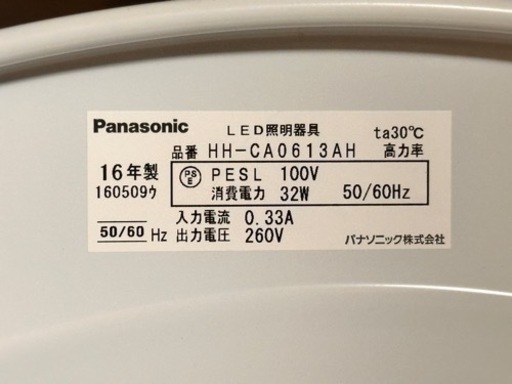 Panasonic LED照明器具 ta30℃
品番 HH-CA0613AH 高力率
16年製 PSE PESL 100V
160509ウ 消費電力 32W 50/60Hz
入力電流 0.33A
50/60 Hz 出力電圧 260V パナソニック株式会社